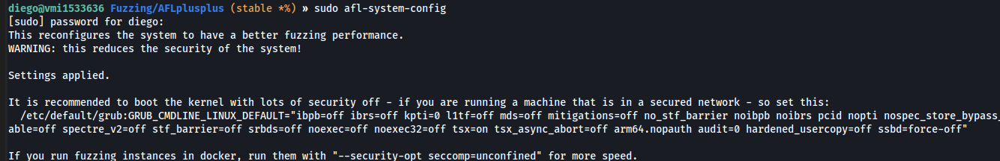 diego@vmi1533636 Fuzzing/AFLplusplus (stable *%) » sudo afl-system-config
[sudo] password for diego:
This reconfigures the system to have a better fuzzing performance.
WARNING: this reduces the security of the system!
Settings applied.
It is recommended to boot the kernel with lots of security off - if you are running a machine that is in a secured network - so set this:
/etc/default/grub:GRUB_CMDLINE_LINUX_DEFAULT="ibpb=off ibrs=off kpti=0 l1tf=off mds=off mitigations=off no_stf_barrier noibpb noibrs pcid nopti nospec_store_bypass_
able=off spectre_v2=off stf_barrier=off srbds=off noexec=off noexec32=off tsx=on tsx_async_abort=off arm64.nopauth audit=0 hardened_usercopy=off ssbd=force-off"
If you run fuzzing instances in docker, run them with "--security-opt seccomp=unconfined" for more speed.